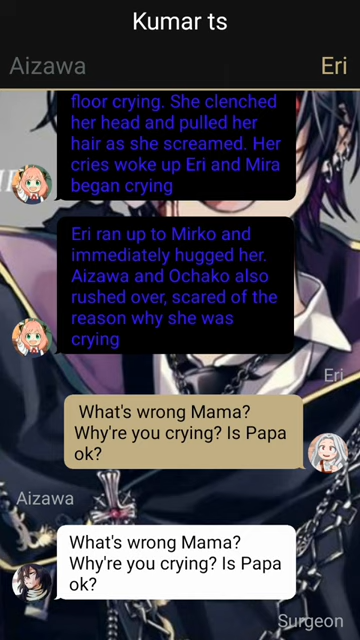 Kumar ts
Aizawa
Eri
floor crying. She clenched
her head and pulled her
hair as she screamed. Her
cries woke up Eri and Mira
began crying
Eri ran up to Mirko and
immediately hugged her.
Aizawa and Ochako also
rushed over, scared of the
reason why she was
crying
Eri
What's wrong Mama?
Why're you crying? Is Papa
ok?
Aizawa
What's wrong Mama?
Why're you crying? Is Papa
ok?
Surgeon